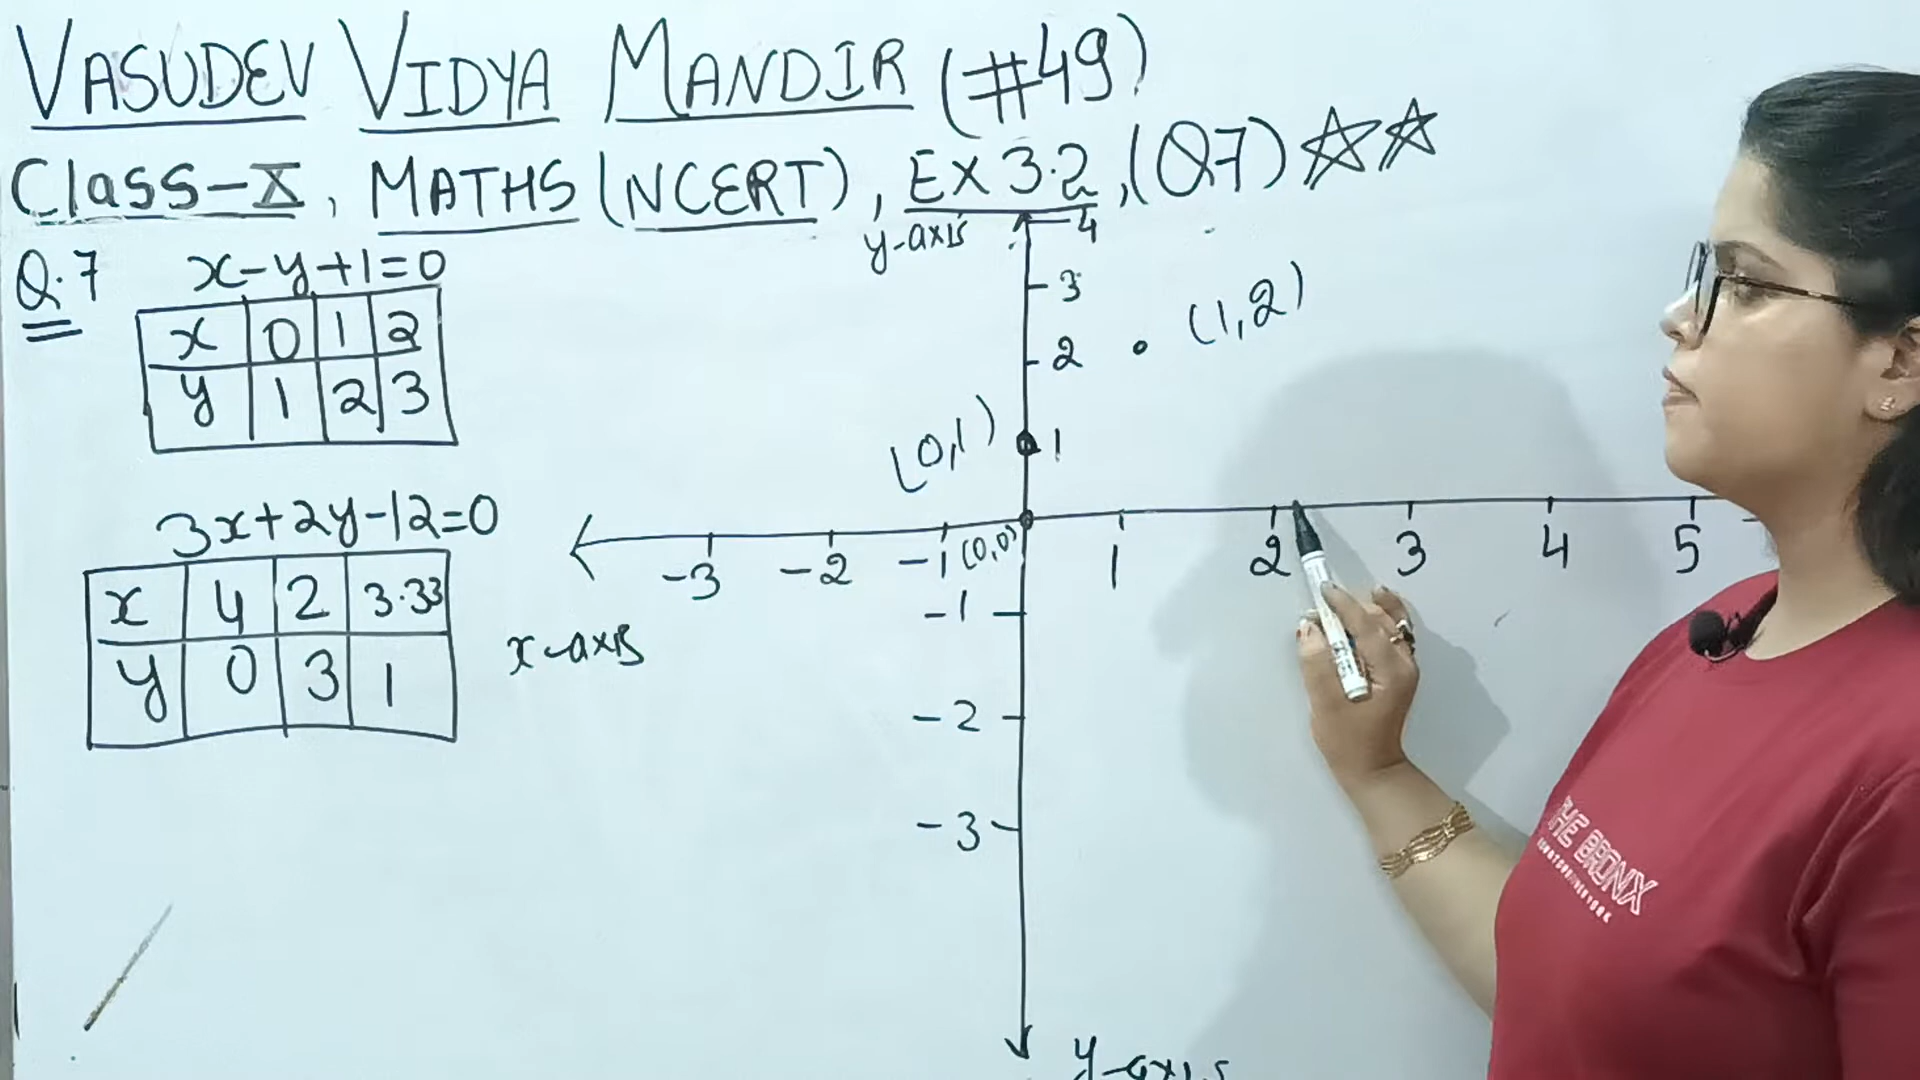 VASUDEV VIDYA MANDIR (#49)
Class-X, MATHS (NCERT), EX 3.2, (Q.7)
Q.7 x-y+1=0
x 0 1 2
y 1 2 3
3x+2y-12=0
x 4 2 3.33
y 0 3 1
y-axis
4
3
2
1
(1,2)
(0,1)
(0,0)
-3 -2 -1 1 2 3 4 5
x-axis
-1
-2
-3
y-axis
THE BRONX